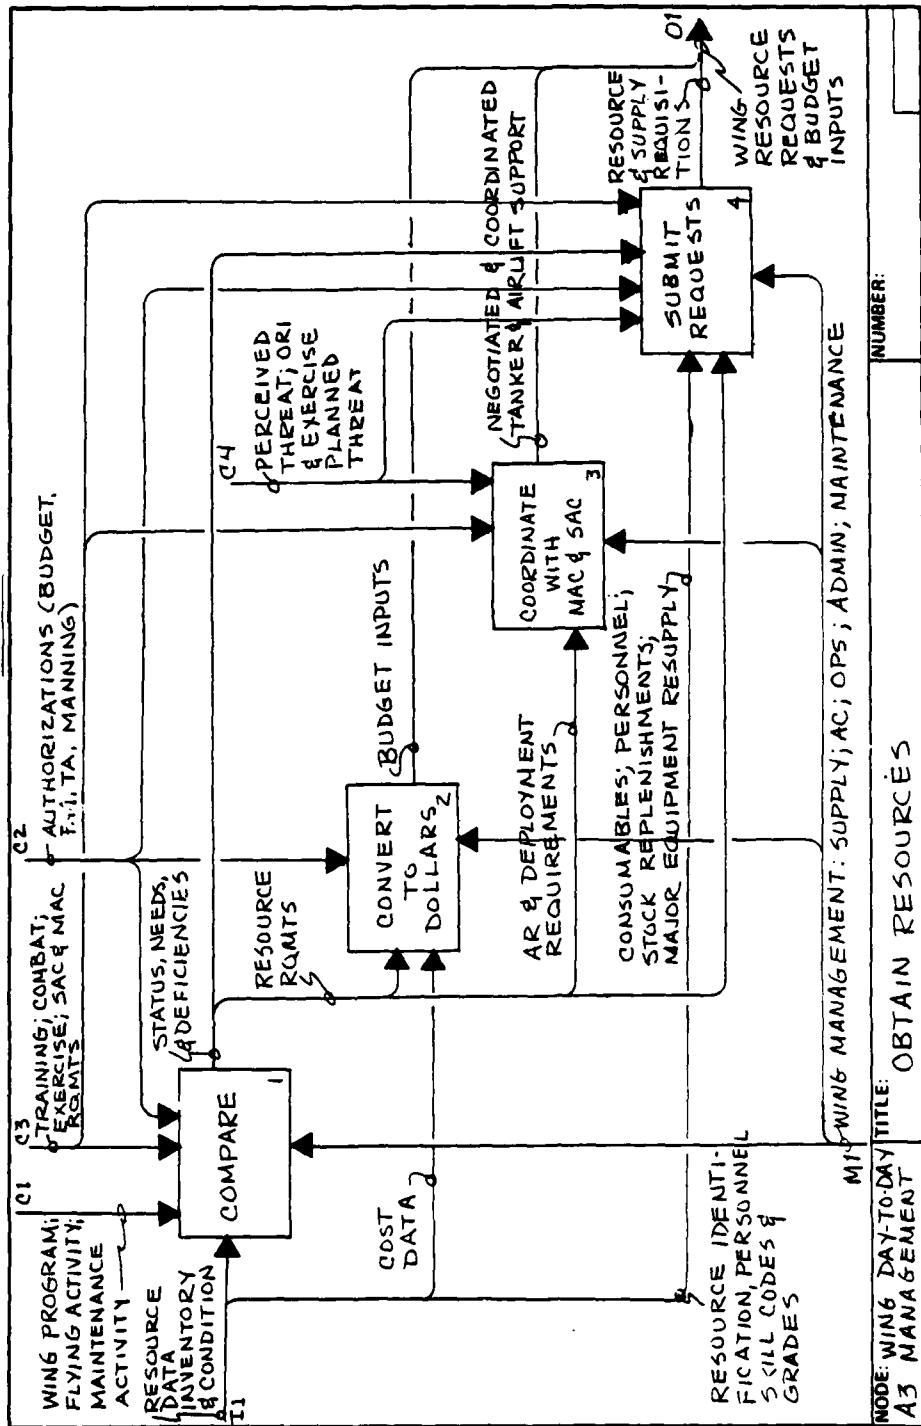 C1
WING PROGRAM;
FLYING ACTIVITY;
MAINTENANCE
ACTIVITY
C3
TRAINING; COMBAT;
EXERCISE; SAC & MAC
RQMTS
C2
AUTHORIZATIONS (BUDGET,
TA, MANNING)
RESOURCE
DATA
INVENTORY
& CONDITION
I1
COMPARE
1
STATUS, NEEDS,
& DEFICIENCIES
RESOURCE
RQMTS
COST
DATA
CONVERT
TO
DOLLARS
2
BUDGET INPUTS
C4
PERCEIVED
THREAT; ORI
& EXERCISE
PLANNED
THREAT
AR & DEPLOYMENT
REQUIREMENTS
COORDINATE
WITH
MAC & SAC
3
NEGOTIATED & COORDINATED
TANKER & AIRLIFT SUPPORT
CONSUMABLES; PERSONNEL;
STOCK REPLENISHMENTS;
MAJOR EQUIPMENT RESUPPLY
RESOURCE IDENTI-
FICATION, PERSONNEL
SKILL CODES &
GRADES
SUBMIT
REQUESTS
4
RESOURCE
& SUPPLY
REQUISI-
TIONS
O1
WING
RESOURCE
REQUESTS
& BUDGET
INPUTS
M1
WING MANAGEMENT: SUPPLY; AC; OPS; ADMIN; MAINTENANCE
NODE: WING DAY-TO-DAY
A3 MANAGEMENT
TITLE:
OBTAIN RESOURCES
NUMBER: